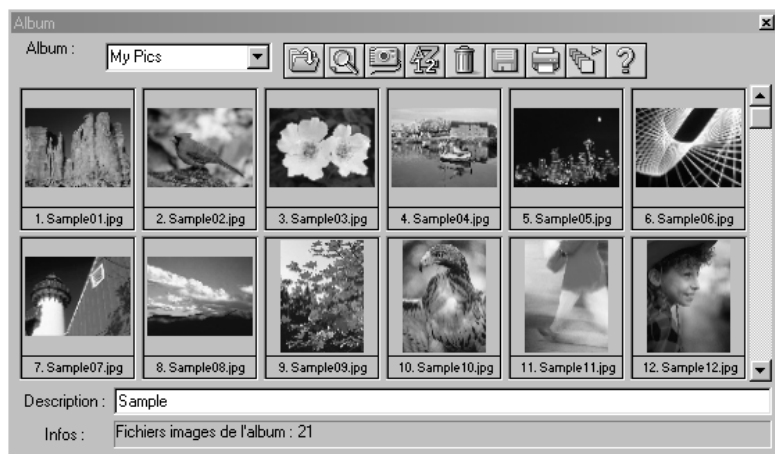 Album
Album : My Pics
1. Sample01.jpg 2. Sample02.jpg 3. Sample03.jpg 4. Sample04.jpg 5. Sample05.jpg 6. Sample06.jpg
7. Sample07.jpg 8. Sample08.jpg 9. Sample09.jpg 10. Sample10.jpg 11. Sample11.jpg 12. Sample12.jpg
Description : Sample
Infos : Fichiers images de l'album : 21